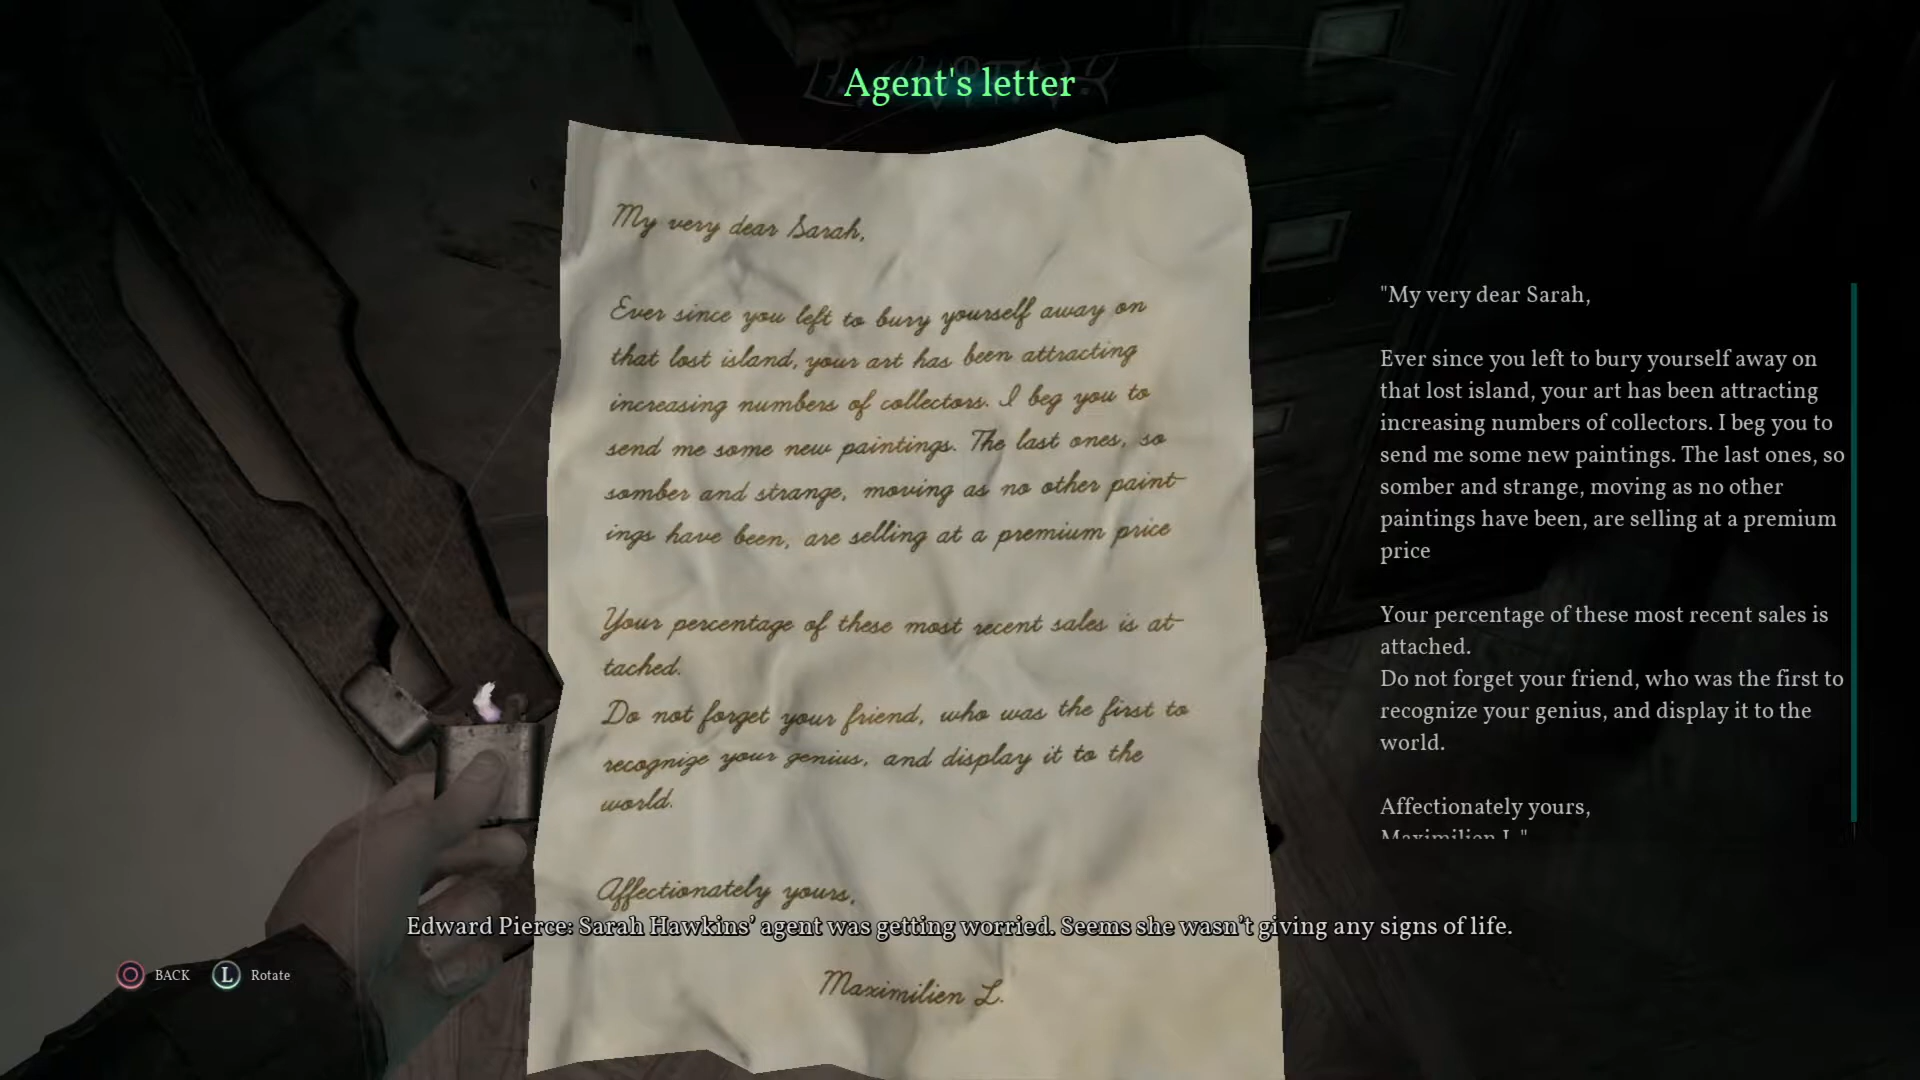 Agent's letter
My very dear Sarah,
Ever since you left to bury yourself away on
that lost island, your art has been attracting
increasing numbers of collectors. I beg you to
send me some new paintings. The last ones, so
somber and strange, moving as no other paint-
ings have been, are selling at a premium price
Your percentage of these most recent sales is at-
tached.
Do not forget your friend, who was the first to
recognize your genius, and display it to the
world.
Affectionately yours,
Maximilien L.
"My very dear Sarah,
Ever since you left to bury yourself away on
that lost island, your art has been attracting
increasing numbers of collectors. I beg you to
send me some new paintings. The last ones, so
somber and strange, moving as no other
paintings have been, are selling at a premium
price
Your percentage of these most recent sales is
attached.
Do not forget your friend, who was the first to
recognize your genius, and display it to the
world.
Affectionately yours,
Maximilien L."
Edward Pierce: Sarah Hawkins' agent was getting worried. Seems she wasn't giving any signs of life.
BACK
L Rotate